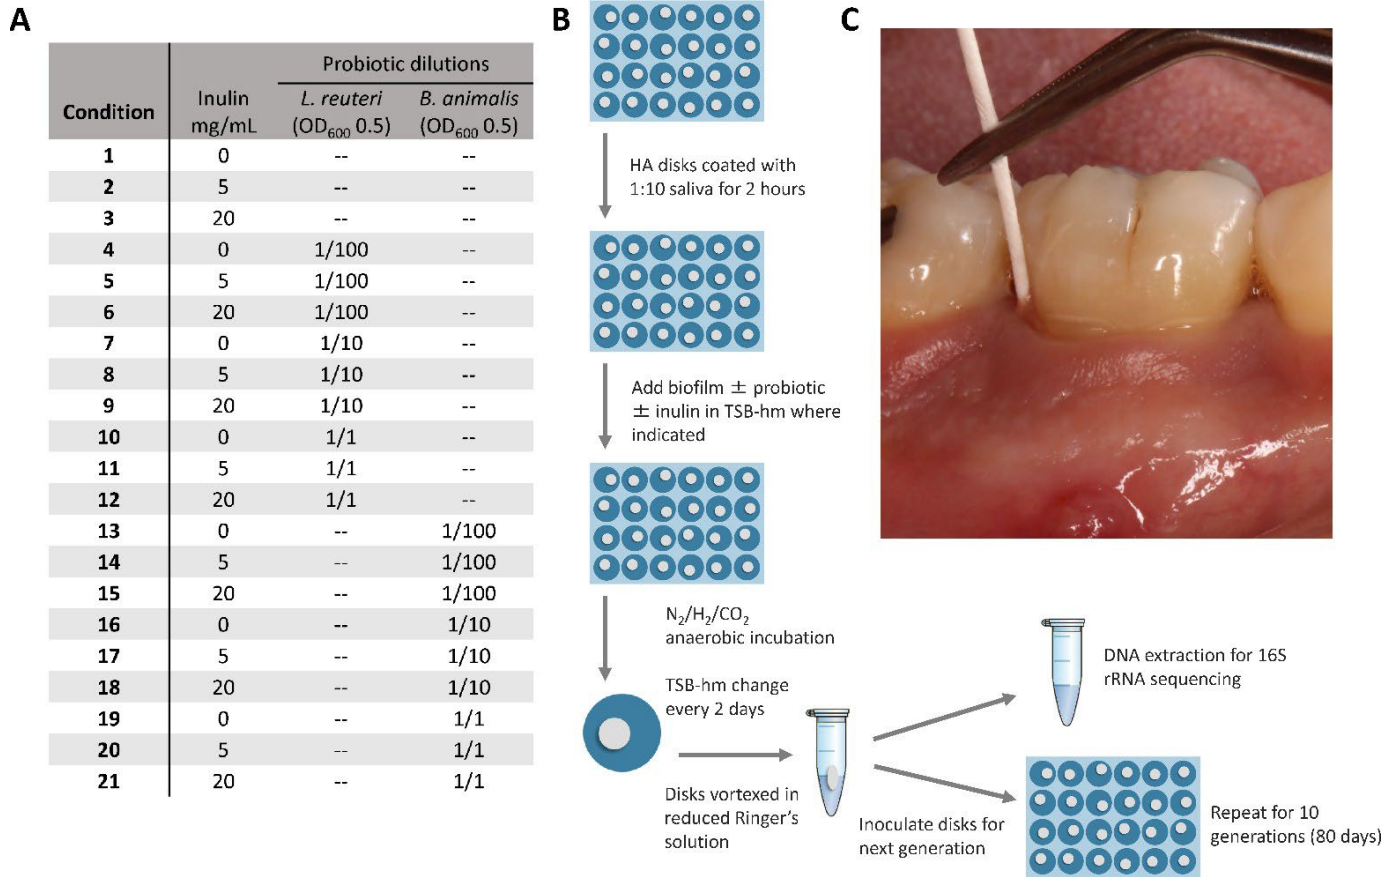 A
Probiotic dilutions
Condition
Inulin
mg/mL
L. reuteri
(OD600 0.5)
B. animalis
(OD600 0.5)
1 0 -- --
2 5 -- --
3 20 -- --
4 0 1/100 --
5 5 1/100 --
6 20 1/100 --
7 0 1/10 --
8 5 1/10 --
9 20 1/10 --
10 0 1/1 --
11 5 1/1 --
12 20 1/1 --
13 0 -- 1/100
14 5 -- 1/100
15 20 -- 1/100
16 0 -- 1/10
17 5 -- 1/10
18 20 -- 1/10
19 0 -- 1/1
20 5 -- 1/1
21 20 -- 1/1
B
HA disks coated with
1:10 saliva for 2 hours
Add biofilm ± probiotic
± inulin in TSB-hm where
indicated
N2/H2/CO2
anaerobic incubation
TSB-hm change
every 2 days
Disks vortexed in
reduced Ringer's
solution
DNA extraction for 16S
rRNA sequencing
Inoculate disks for
next generation
Repeat for 10
generations (80 days)
C